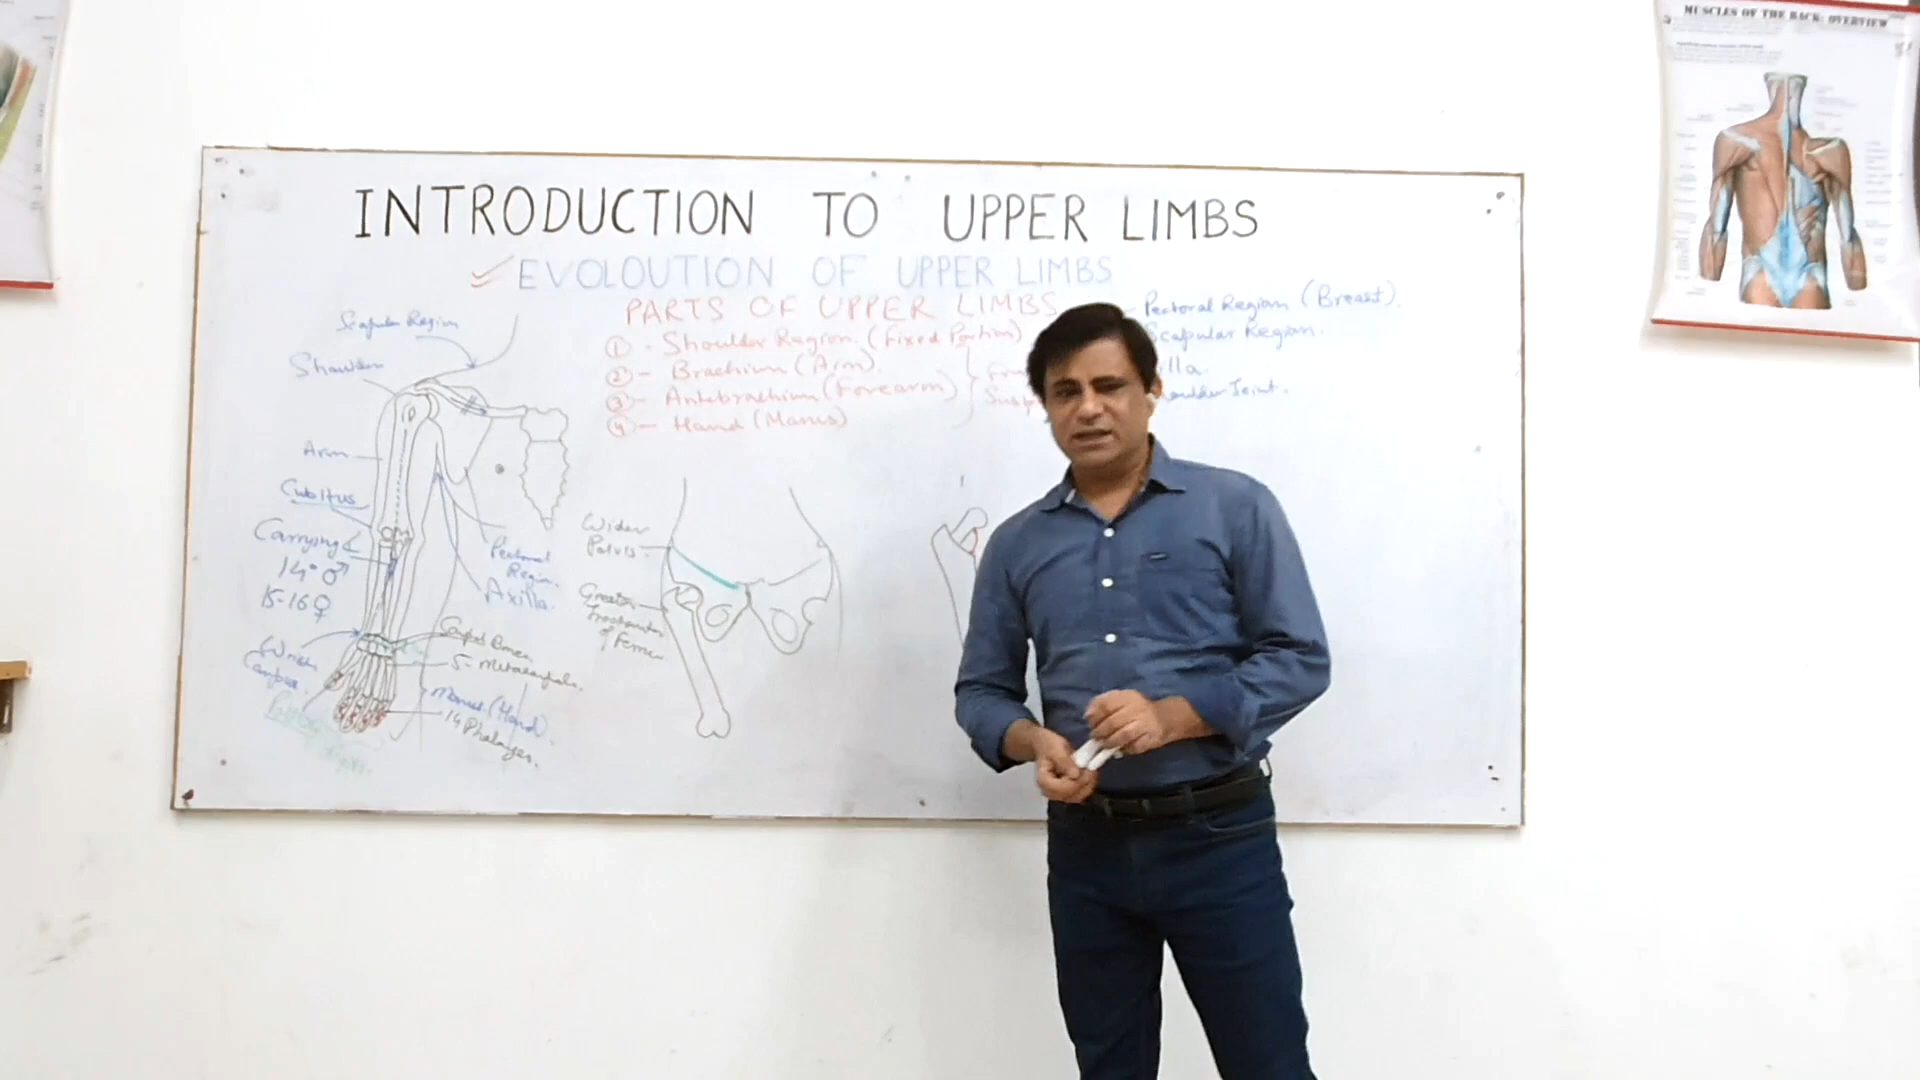 INTRODUCTION TO UPPER LIMBS
EVOLOUTION OF UPPER LIMBS
PARTS OF UPPER LIMBS
① - Shoulder Region. (Fixed Portion)
② - Brachium (Arm).
③ - Antebrachium (Forearm)
④ - Hand (Manus)
- Pectoral Region (Breast).
Scapular Region.
illa.
oulder Joint.
Scapular Region
Shoulder
Arm
Cubitus
Carrying ∠
14° ♂
15-16 ♀
Pectoral
Region.
Axilla.
Wrist
Carpal Bones
5 - Metacarpals.
Manus (Hand).
14 Phalanges.
Wider
Pelvis.
Greater
Trochanter
of Femur
MUSCLES OF THE BACK: OVERVIEW